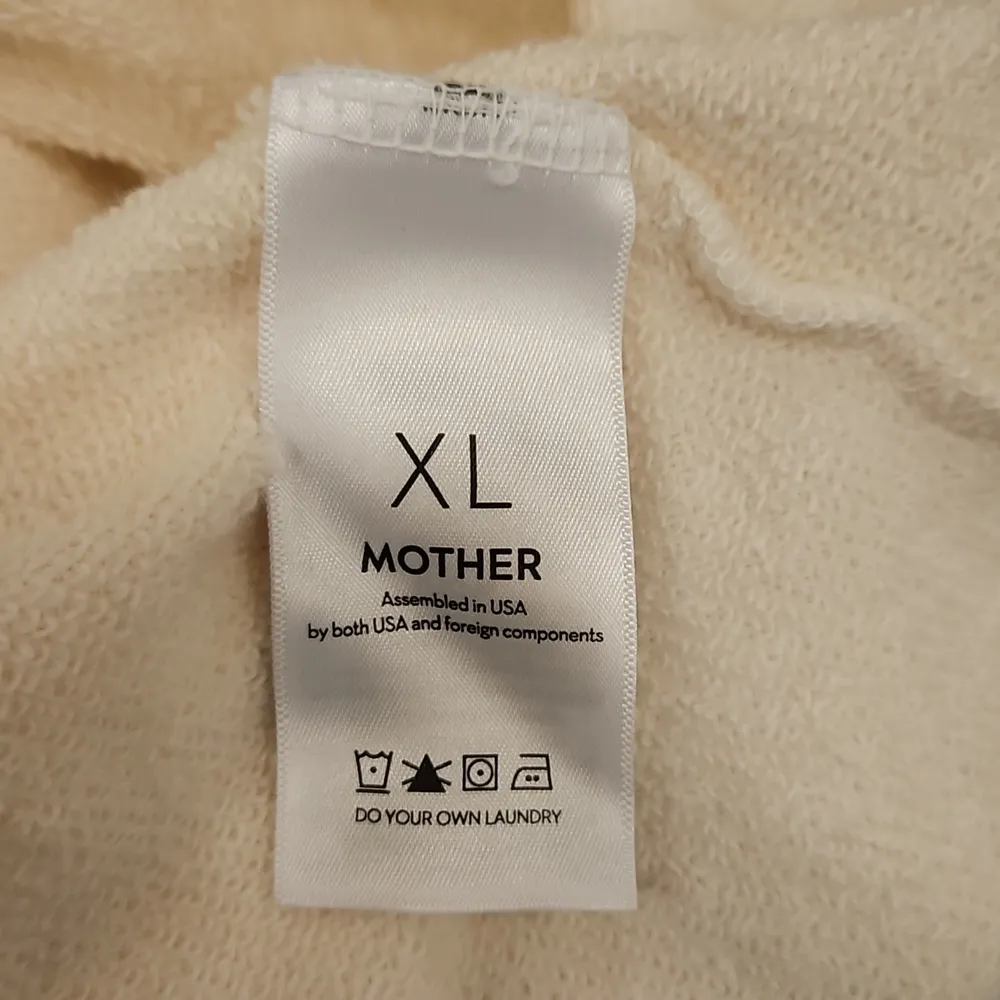 XL
MOTHER
Assembled in USA
by both USA and foreign components
DO YOUR OWN LAUNDRY